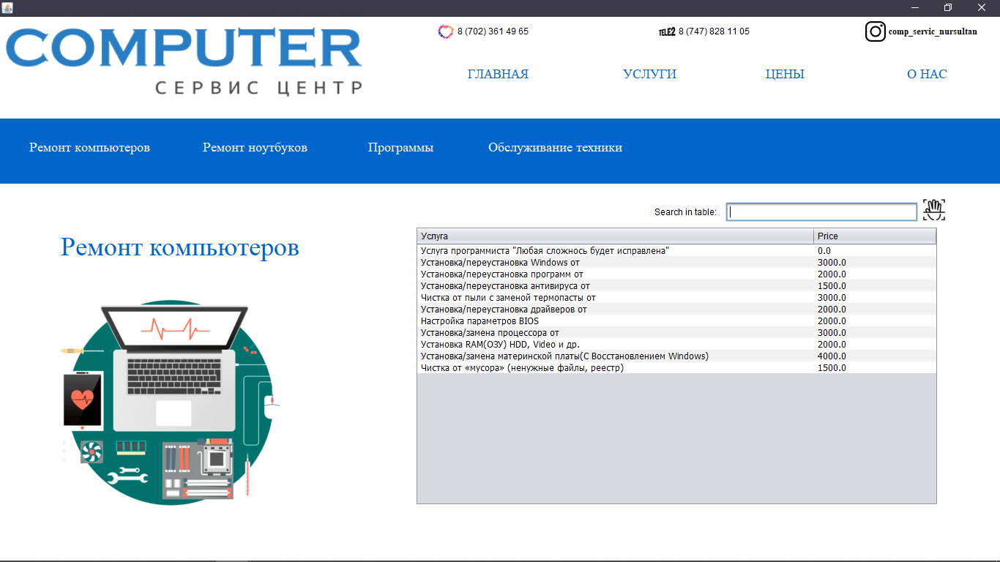 COMPUTER
СЕРВИС ЦЕНТР
8 (702) 361 49 65
TELE2 8 (747) 828 11 05
comp_servic_nursultan
ГЛАВНАЯ
УСЛУГИ
ЦЕНЫ
О НАС
Ремонт компьютеров
Ремонт ноутбуков
Программы
Обслуживание техники
Search in table:
Ремонт компьютеров
Услуга Price
Услуга программиста "Любая сложнось будет исправлена" 0.0
Установка/переустановка Windows от 3000.0
Установка/переустановка программ от 2000.0
Установка/переустановка антивируса от 1500.0
Чистка от пыли с заменой термопасты от 3000.0
Установка/переустановка драйверов от 2000.0
Настройка параметров BIOS 2000.0
Установка/замена процессора от 3000.0
Установка RAM(ОЗУ) HDD, Video и др. 2000.0
Установка/замена материнской платы(С Восстановлением Windows) 4000.0
Чистка от «мусора» (ненужные файлы, реестр) 1500.0